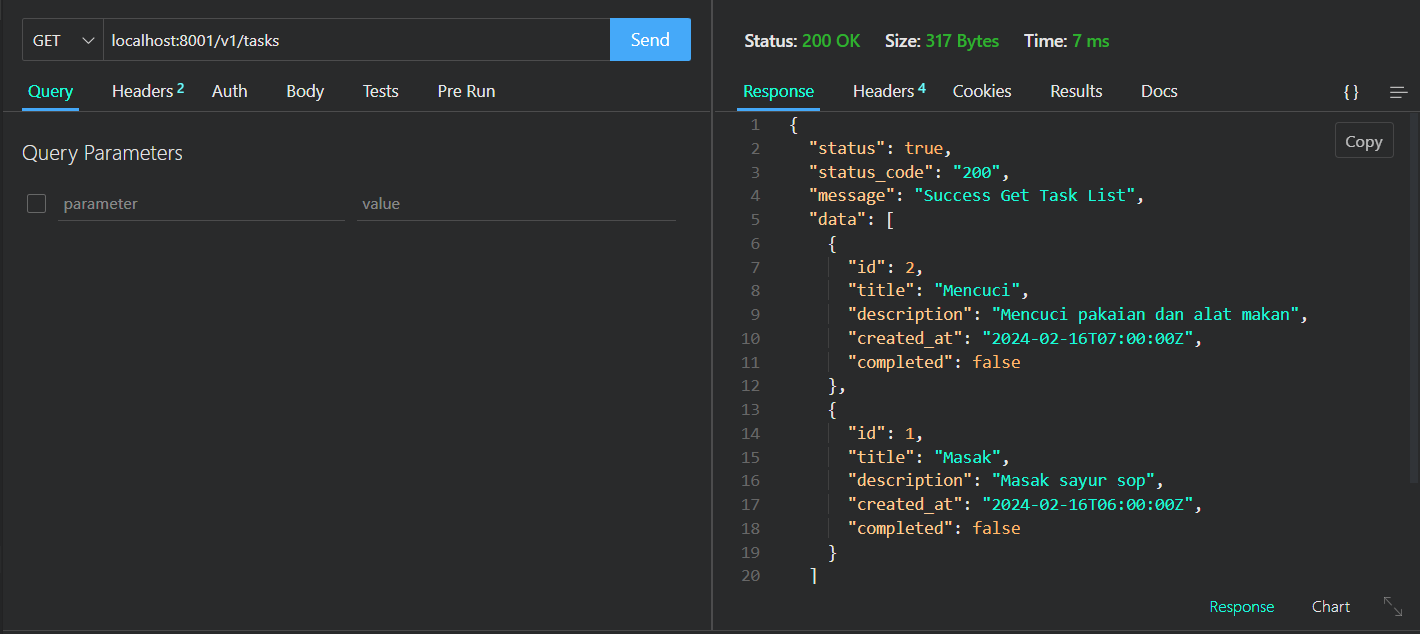 GET localhost:8001/v1/tasks Send
Query Headers 2 Auth Body Tests Pre Run
Query Parameters
parameter value
Status: 200 OK Size: 317 Bytes Time: 7 ms
Response Headers 4 Cookies Results Docs { }
Copy
1 {
2 "status": true,
3 "status_code": "200",
4 "message": "Success Get Task List",
5 "data": [
6 {
7 "id": 2,
8 "title": "Mencuci",
9 "description": "Mencuci pakaian dan alat makan",
10 "created_at": "2024-02-16T07:00:00Z",
11 "completed": false
12 },
13 {
14 "id": 1,
15 "title": "Masak",
16 "description": "Masak sayur sop",
17 "created_at": "2024-02-16T06:00:00Z",
18 "completed": false
19 }
20 ]
Response Chart